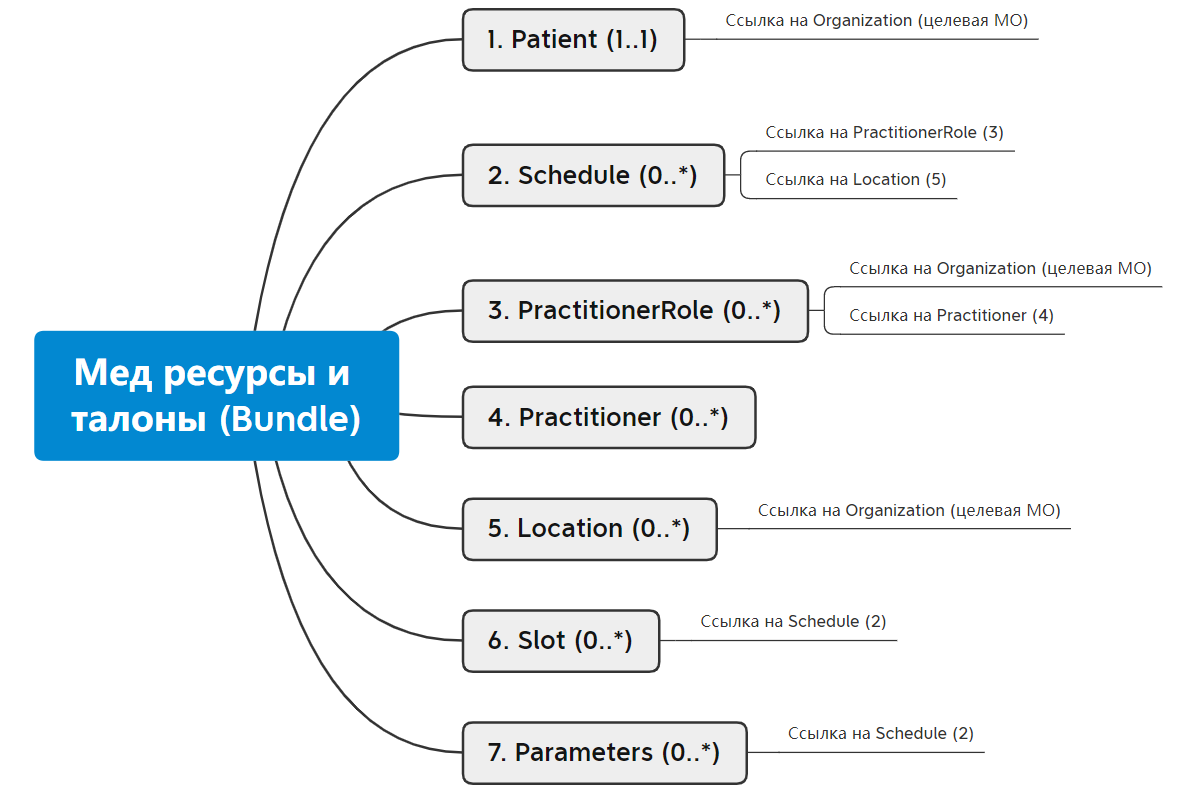 Мед ресурсы и
талоны (Bundle)
1. Patient (1..1)
Ссылка на Organization (целевая МО)
2. Schedule (0..*)
Ссылка на PractitionerRole (3)
Ссылка на Location (5)
3. PractitionerRole (0..*)
Ссылка на Organization (целевая МО)
Ссылка на Practitioner (4)
4. Practitioner (0..*)
5. Location (0..*)
Ссылка на Organization (целевая МО)
6. Slot (0..*)
Ссылка на Schedule (2)
7. Parameters (0..*)
Ссылка на Schedule (2)